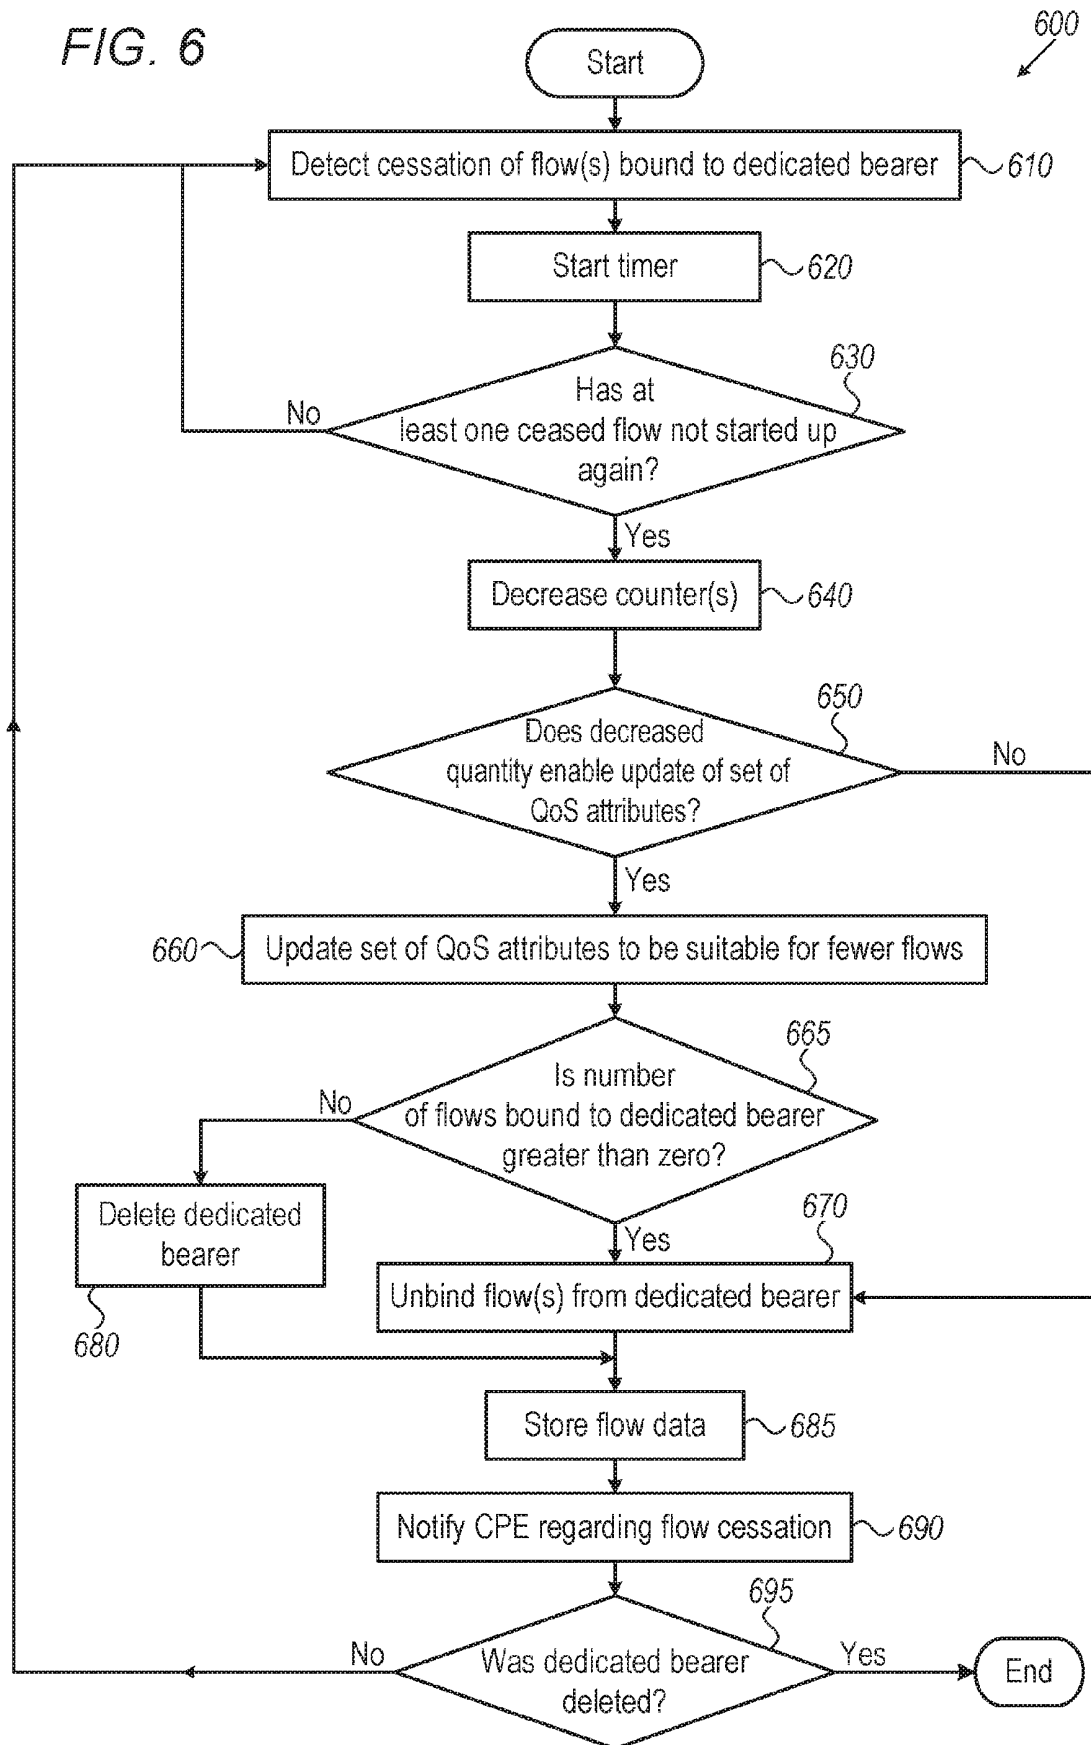 FIG. 6
600
Start
Detect cessation of flow(s) bound to dedicated bearer
610
Start timer
620
630
Has at
least one ceased flow not started up
again?
No
Yes
Decrease counter(s)
640
650
Does decreased
quantity enable update of set of
QoS attributes?
No
Yes
660
Update set of QoS attributes to be suitable for fewer flows
665
Is number
of flows bound to dedicated bearer
greater than zero?
No
Yes
Delete dedicated
bearer
680
670
Unbind flow(s) from dedicated bearer
Store flow data
685
Notify CPE regarding flow cessation
690
695
Was dedicated bearer
deleted?
No
Yes
End